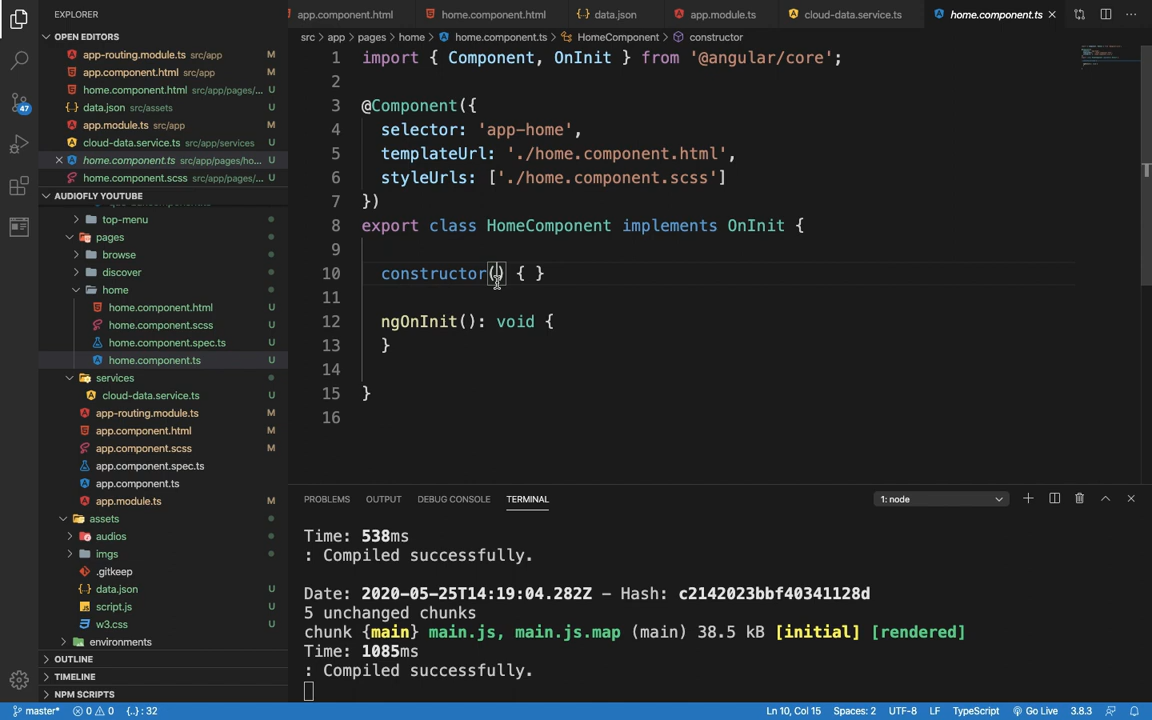 EXPLORER
app.component.html
home.component.html
data.json
app.module.ts
cloud-data.service.ts
home.component.ts
OPEN EDITORS
src > app > pages > home > home.component.ts > HomeComponent > constructor
app-routing.module.ts src/app M
app.component.html src/app M
home.component.html src/app/pages/... U
data.json src/assets U
app.module.ts src/app M
cloud-data.service.ts src/app/services U
home.component.ts src/app/pages/ho... U
home.component.scss src/app/pages/... U
AUDIOFLY YOUTUBE
top-menu
pages
browse
discover
home
home.component.html U
home.component.scss U
home.component.spec.ts U
home.component.ts U
services
cloud-data.service.ts U
app-routing.module.ts M
app.component.html M
app.component.scss M
app.component.spec.ts
app.component.ts
app.module.ts M
assets
audios
imgs
.gitkeep
data.json U
script.js U
w3.css U
environments
OUTLINE
TIMELINE
NPM SCRIPTS
47
1 import { Component, OnInit } from '@angular/core';
2
3 @Component({
4 selector: 'app-home',
5 templateUrl: './home.component.html',
6 styleUrls: ['./home.component.scss']
7 })
8 export class HomeComponent implements OnInit {
9
10 constructor() { }
11
12 ngOnInit(): void {
13 }
14
15 }
16
PROBLEMS OUTPUT DEBUG CONSOLE TERMINAL 1: node
Time: 538ms
: Compiled successfully.
Date: 2020-05-25T14:19:04.282Z - Hash: c2142023bbf40341128d
5 unchanged chunks
chunk {main} main.js, main.js.map (main) 38.5 kB [initial] [rendered]
Time: 1085ms
: Compiled successfully.
master* 0 0 {..}: 32 Ln 10, Col 15 Spaces: 2 UTF-8 LF TypeScript Go Live 3.8.3